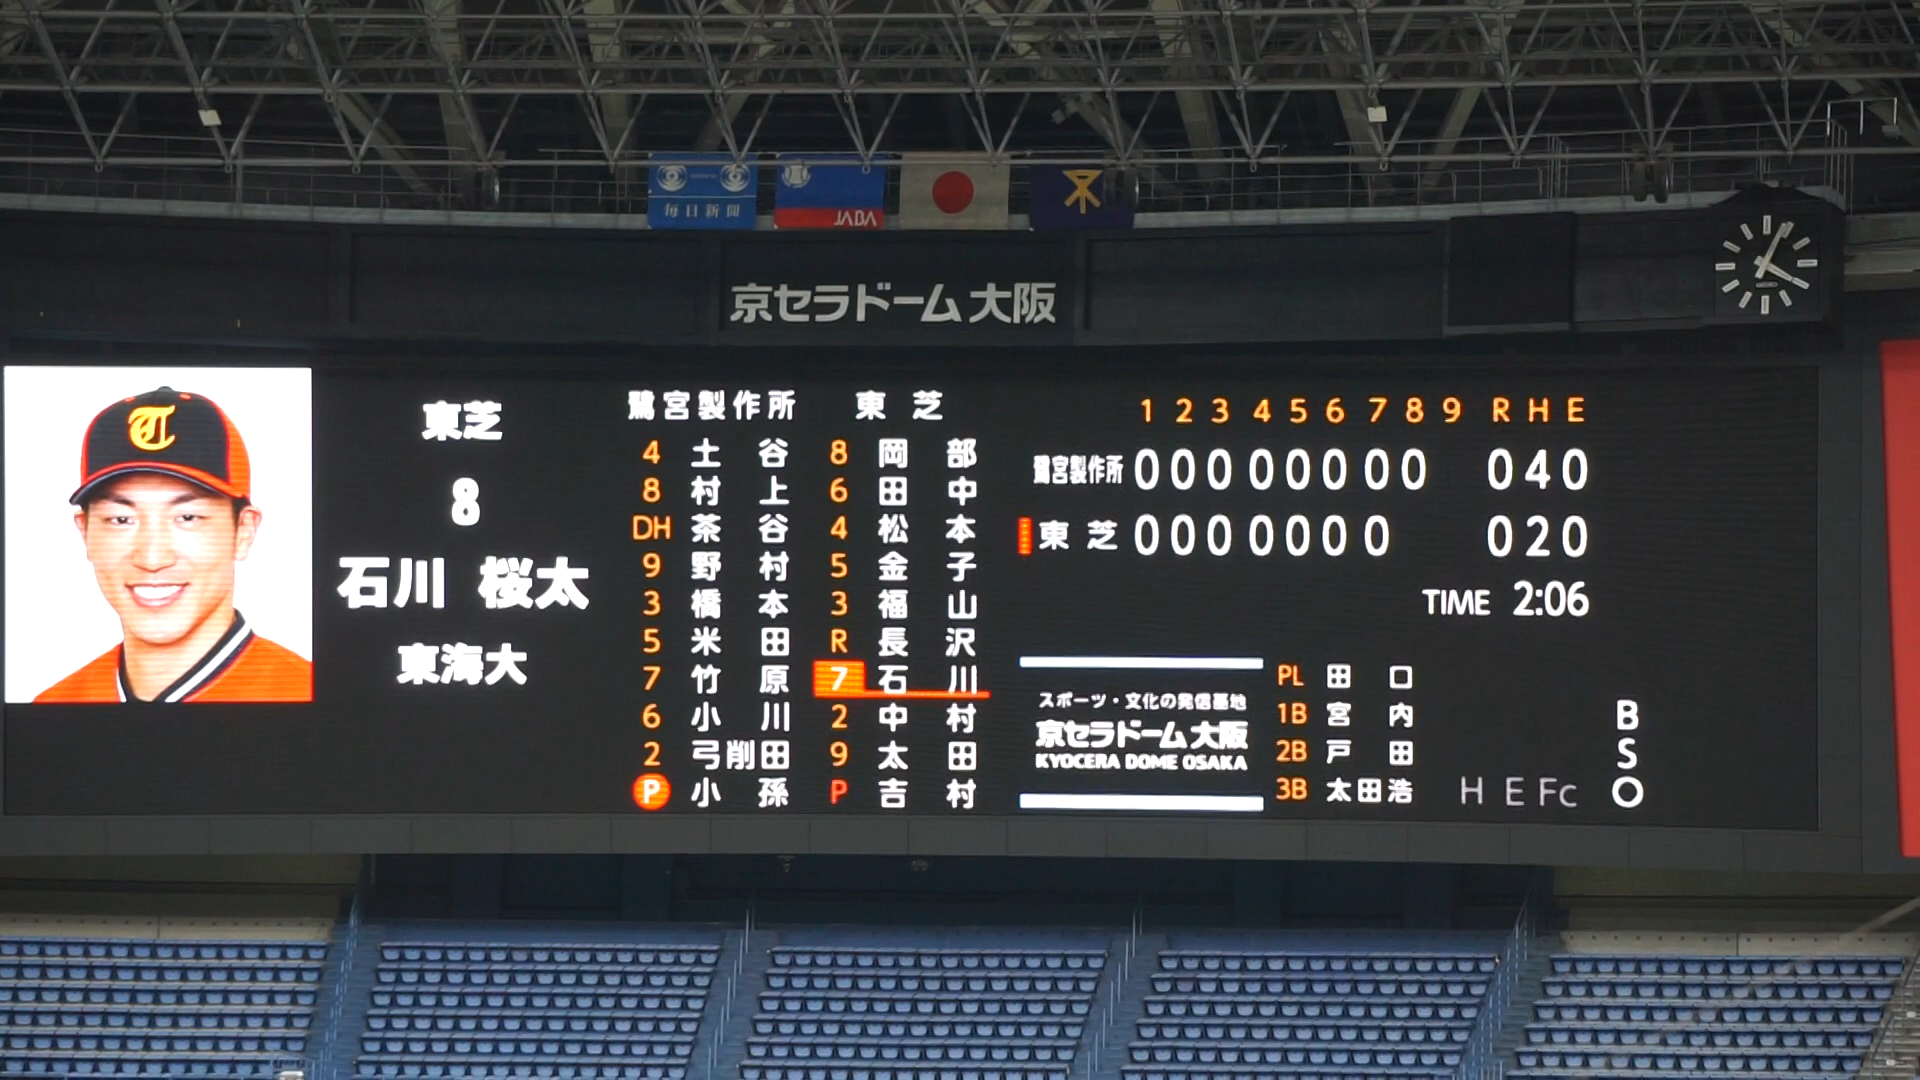 毎日新聞
JABA
京セラドーム大阪
東芝
8
石川 桜太
東海大
鷺宮製作所 東芝
4 土谷 8 岡部
8 村上 6 田中
DH 茶谷 4 松本
9 野村 5 金子
3 橋本 3 福山
5 米田 R 長沢
7 竹原 7 石川
6 小川 2 中村
2 弓削田 9 太田
P 小孫 P 吉村
1 2 3 4 5 6 7 8 9 R H E
鷺宮製作所 0 0 0 0 0 0 0 0 0 4 0
東芝 0 0 0 0 0 0 0 0 2 0
TIME 2:06
スポーツ・文化の発信基地
京セラドーム大阪
KYOCERA DOME OSAKA
PL 田口
1B 宮内
2B 戸田
3B 太田浩
H E Fc
B
S
O